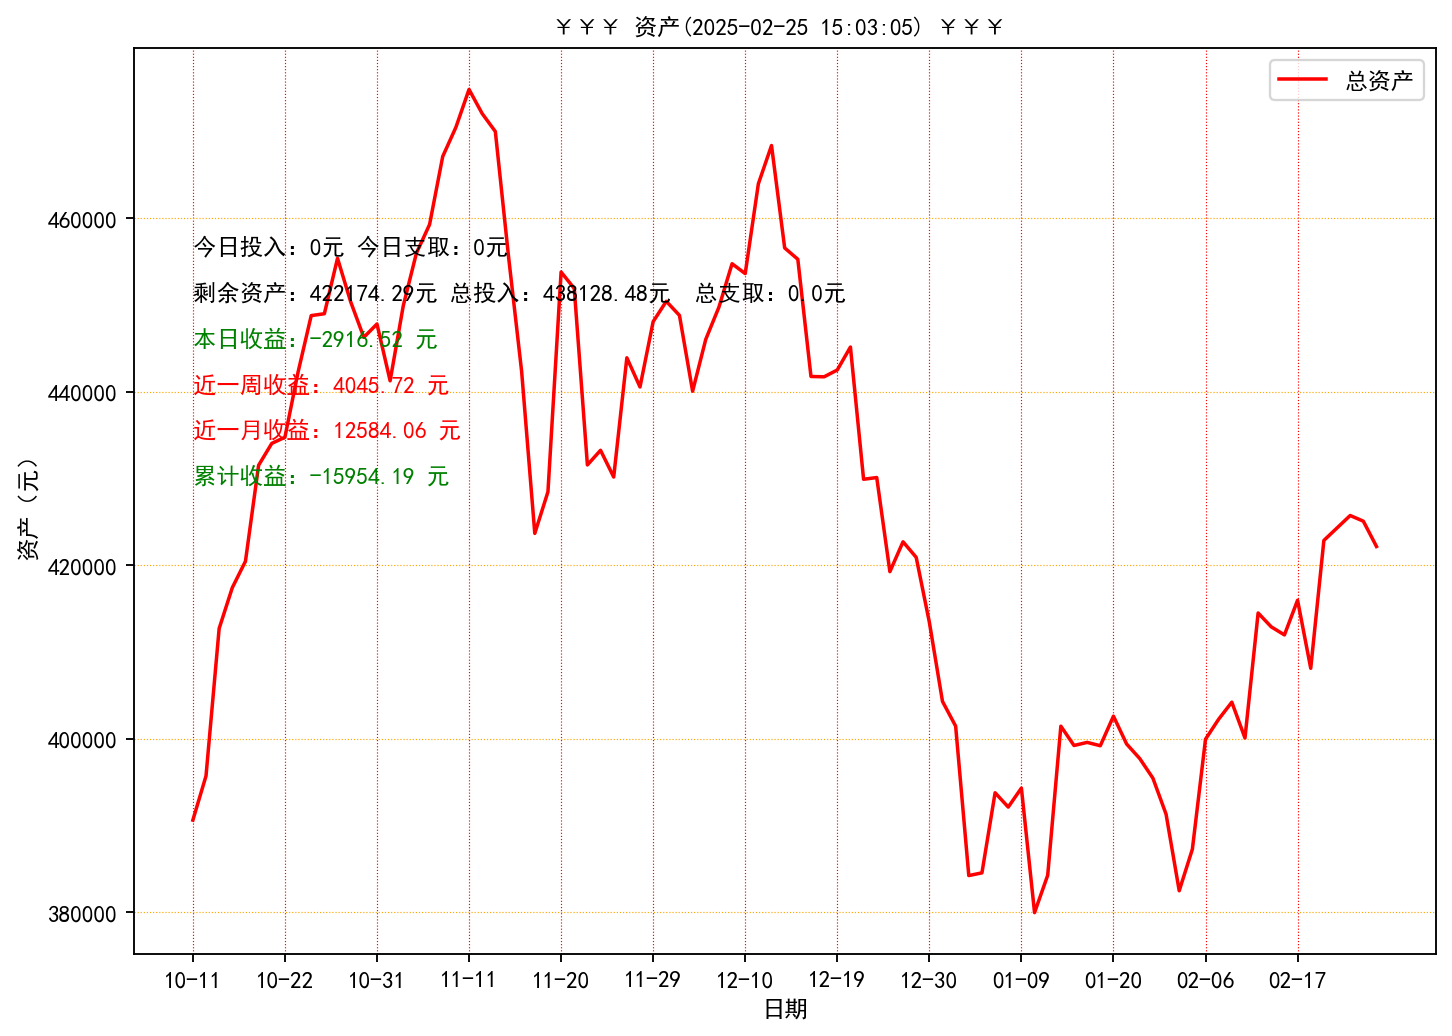 ￥￥￥ 资产(2025-02-25 15:03:05) ￥￥￥
总资产
今日投入：0元 今日支取：0元
剩余资产：422174.29元 总投入：438128.48元  总支取：0.0元
本日收益：-2916.52 元
近一周收益：4045.72 元
近一月收益：12584.06 元
累计收益：-15954.19 元
资产（元）
460000
440000
420000
400000
380000
10-11 10-22 10-31 11-11 11-20 11-29 12-10 12-19 12-30 01-09 01-20 02-06 02-17
日期